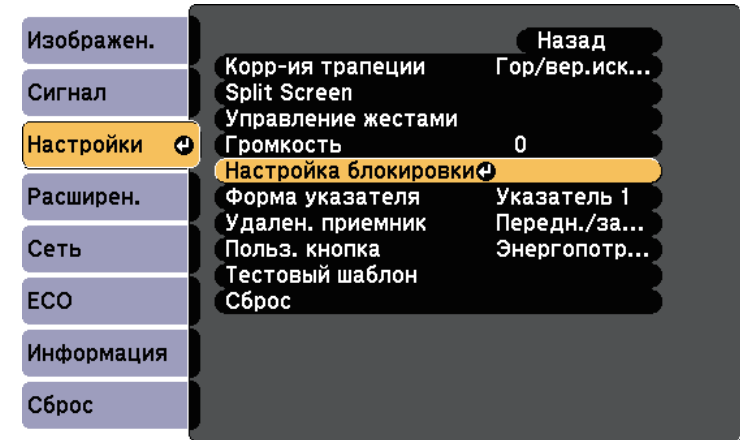 Изображен.
Сигнал
Настройки
Расширен.
Сеть
ECO
Информация
Сброс
Назад
Корр-ия трапеции Гор/вер.иск...
Split Screen
Управление жестами
Громкость 0
Настройка блокировки
Форма указателя Указатель 1
Удален. приемник Передн./за...
Польз. кнопка Энергопотр...
Тестовый шаблон
Сброс